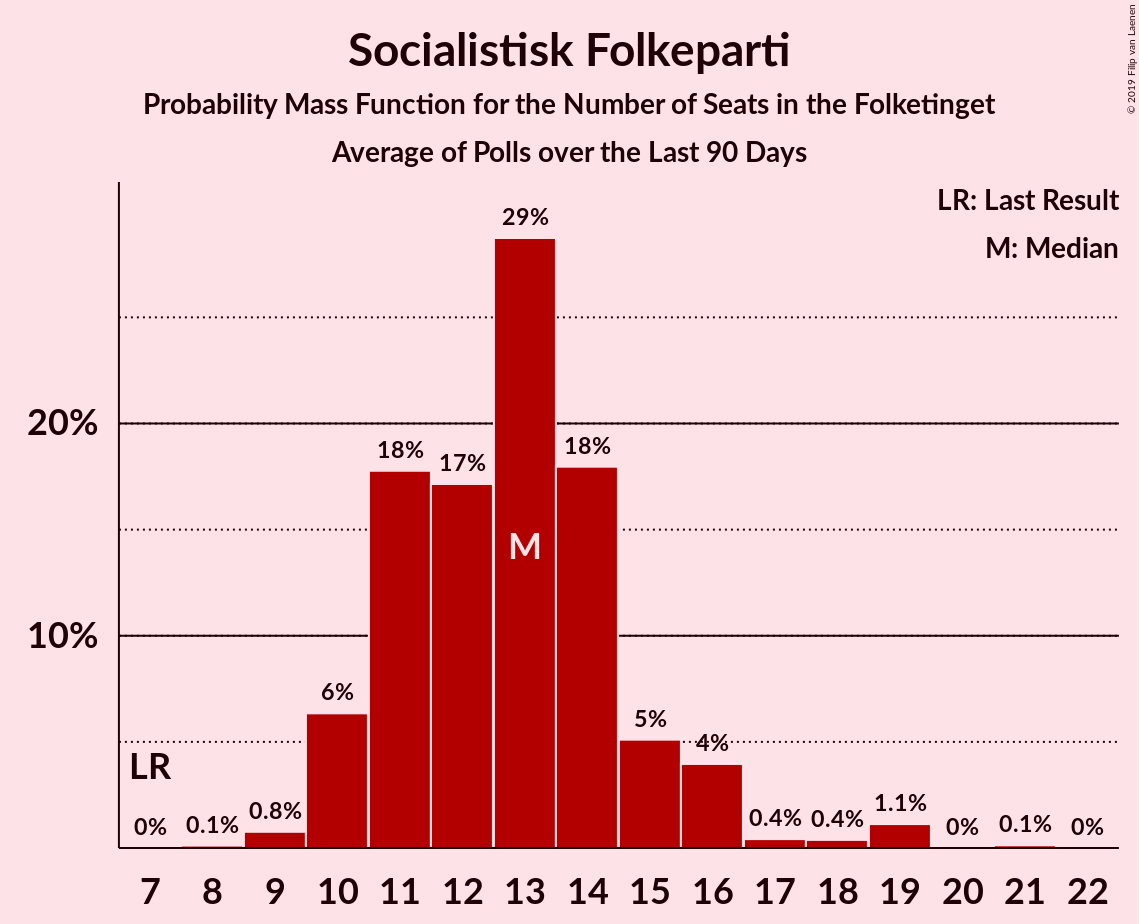 Socialistisk Folkeparti
Probability Mass Function for the Number of Seats in the Folketinget
Average of Polls over the Last 90 Days
© 2019 Filip van Laenen
LR: Last Result
M: Median
29%
20%
18%
17%
18%
M
10%
6%
5%
4%
LR
0%
0.1%
0.8%
0.4%
0.4%
1.1%
0%
0.1%
0%
7 8 9 10 11 12 13 14 15 16 17 18 19 20 21 22